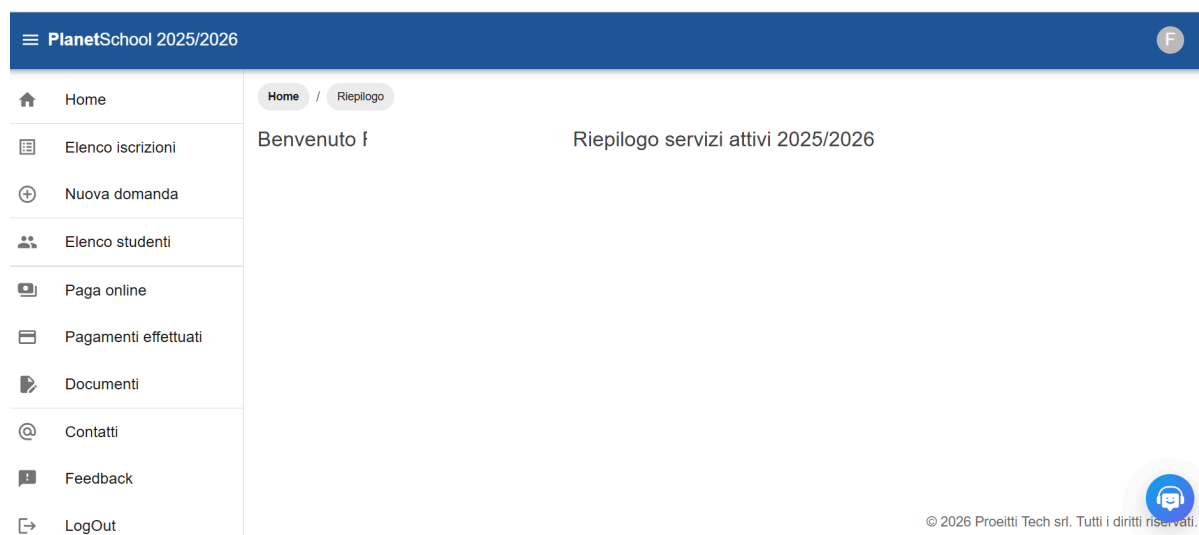 PlanetSchool 2025/2026
F
Home
Elenco iscrizioni
Nuova domanda
Elenco studenti
Paga online
Pagamenti effettuati
Documenti
Contatti
Feedback
LogOut
Home / Riepilogo
Benvenuto F
Riepilogo servizi attivi 2025/2026
© 2026 Proeitti Tech srl. Tutti i diritti riservati.